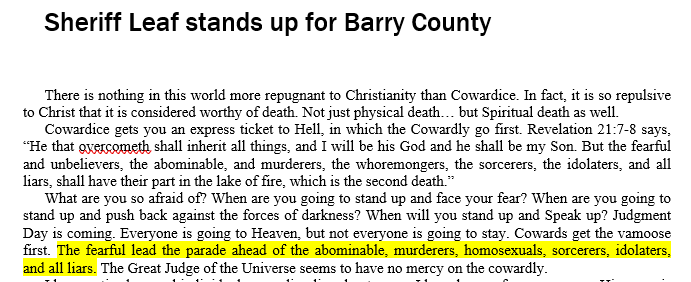 Sheriff Leaf stands up for Barry County
There is nothing in this world more repugnant to Christianity than Cowardice. In fact, it is so repulsive
to Christ that it is considered worthy of death. Not just physical death… but Spiritual death as well.
Cowardice gets you an express ticket to Hell, in which the Cowardly go first. Revelation 21:7-8 says,
“He that overcometh shall inherit all things, and I will be his God and he shall be my Son. But the fearful
and unbelievers, the abominable, and murderers, the whoremongers, the sorcerers, the idolaters, and all
liars, shall have their part in the lake of fire, which is the second death.”
What are you so afraid of? When are you going to stand up and face your fear? When are you going to
stand up and push back against the forces of darkness? When will you stand up and Speak up? Judgment
Day is coming. Everyone is going to Heaven, but not everyone is going to stay. Cowards get the vamoose
first. The fearful lead the parade ahead of the abominable, murderers, homosexuals, sorcerers, idolaters,
and all liars. The Great Judge of the Universe seems to have no mercy on the cowardly.